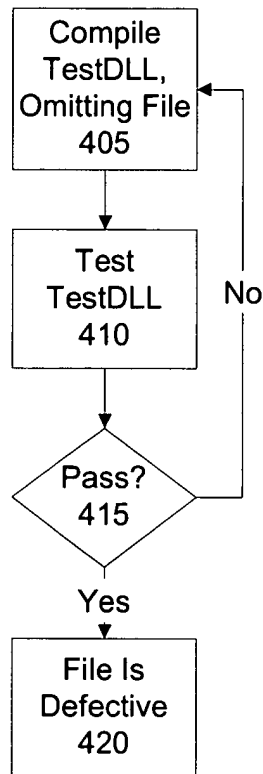 Compile
TestDLL,
Omitting File
405
Test
TestDLL
410
No
Pass?
415
Yes
File Is
Defective
420